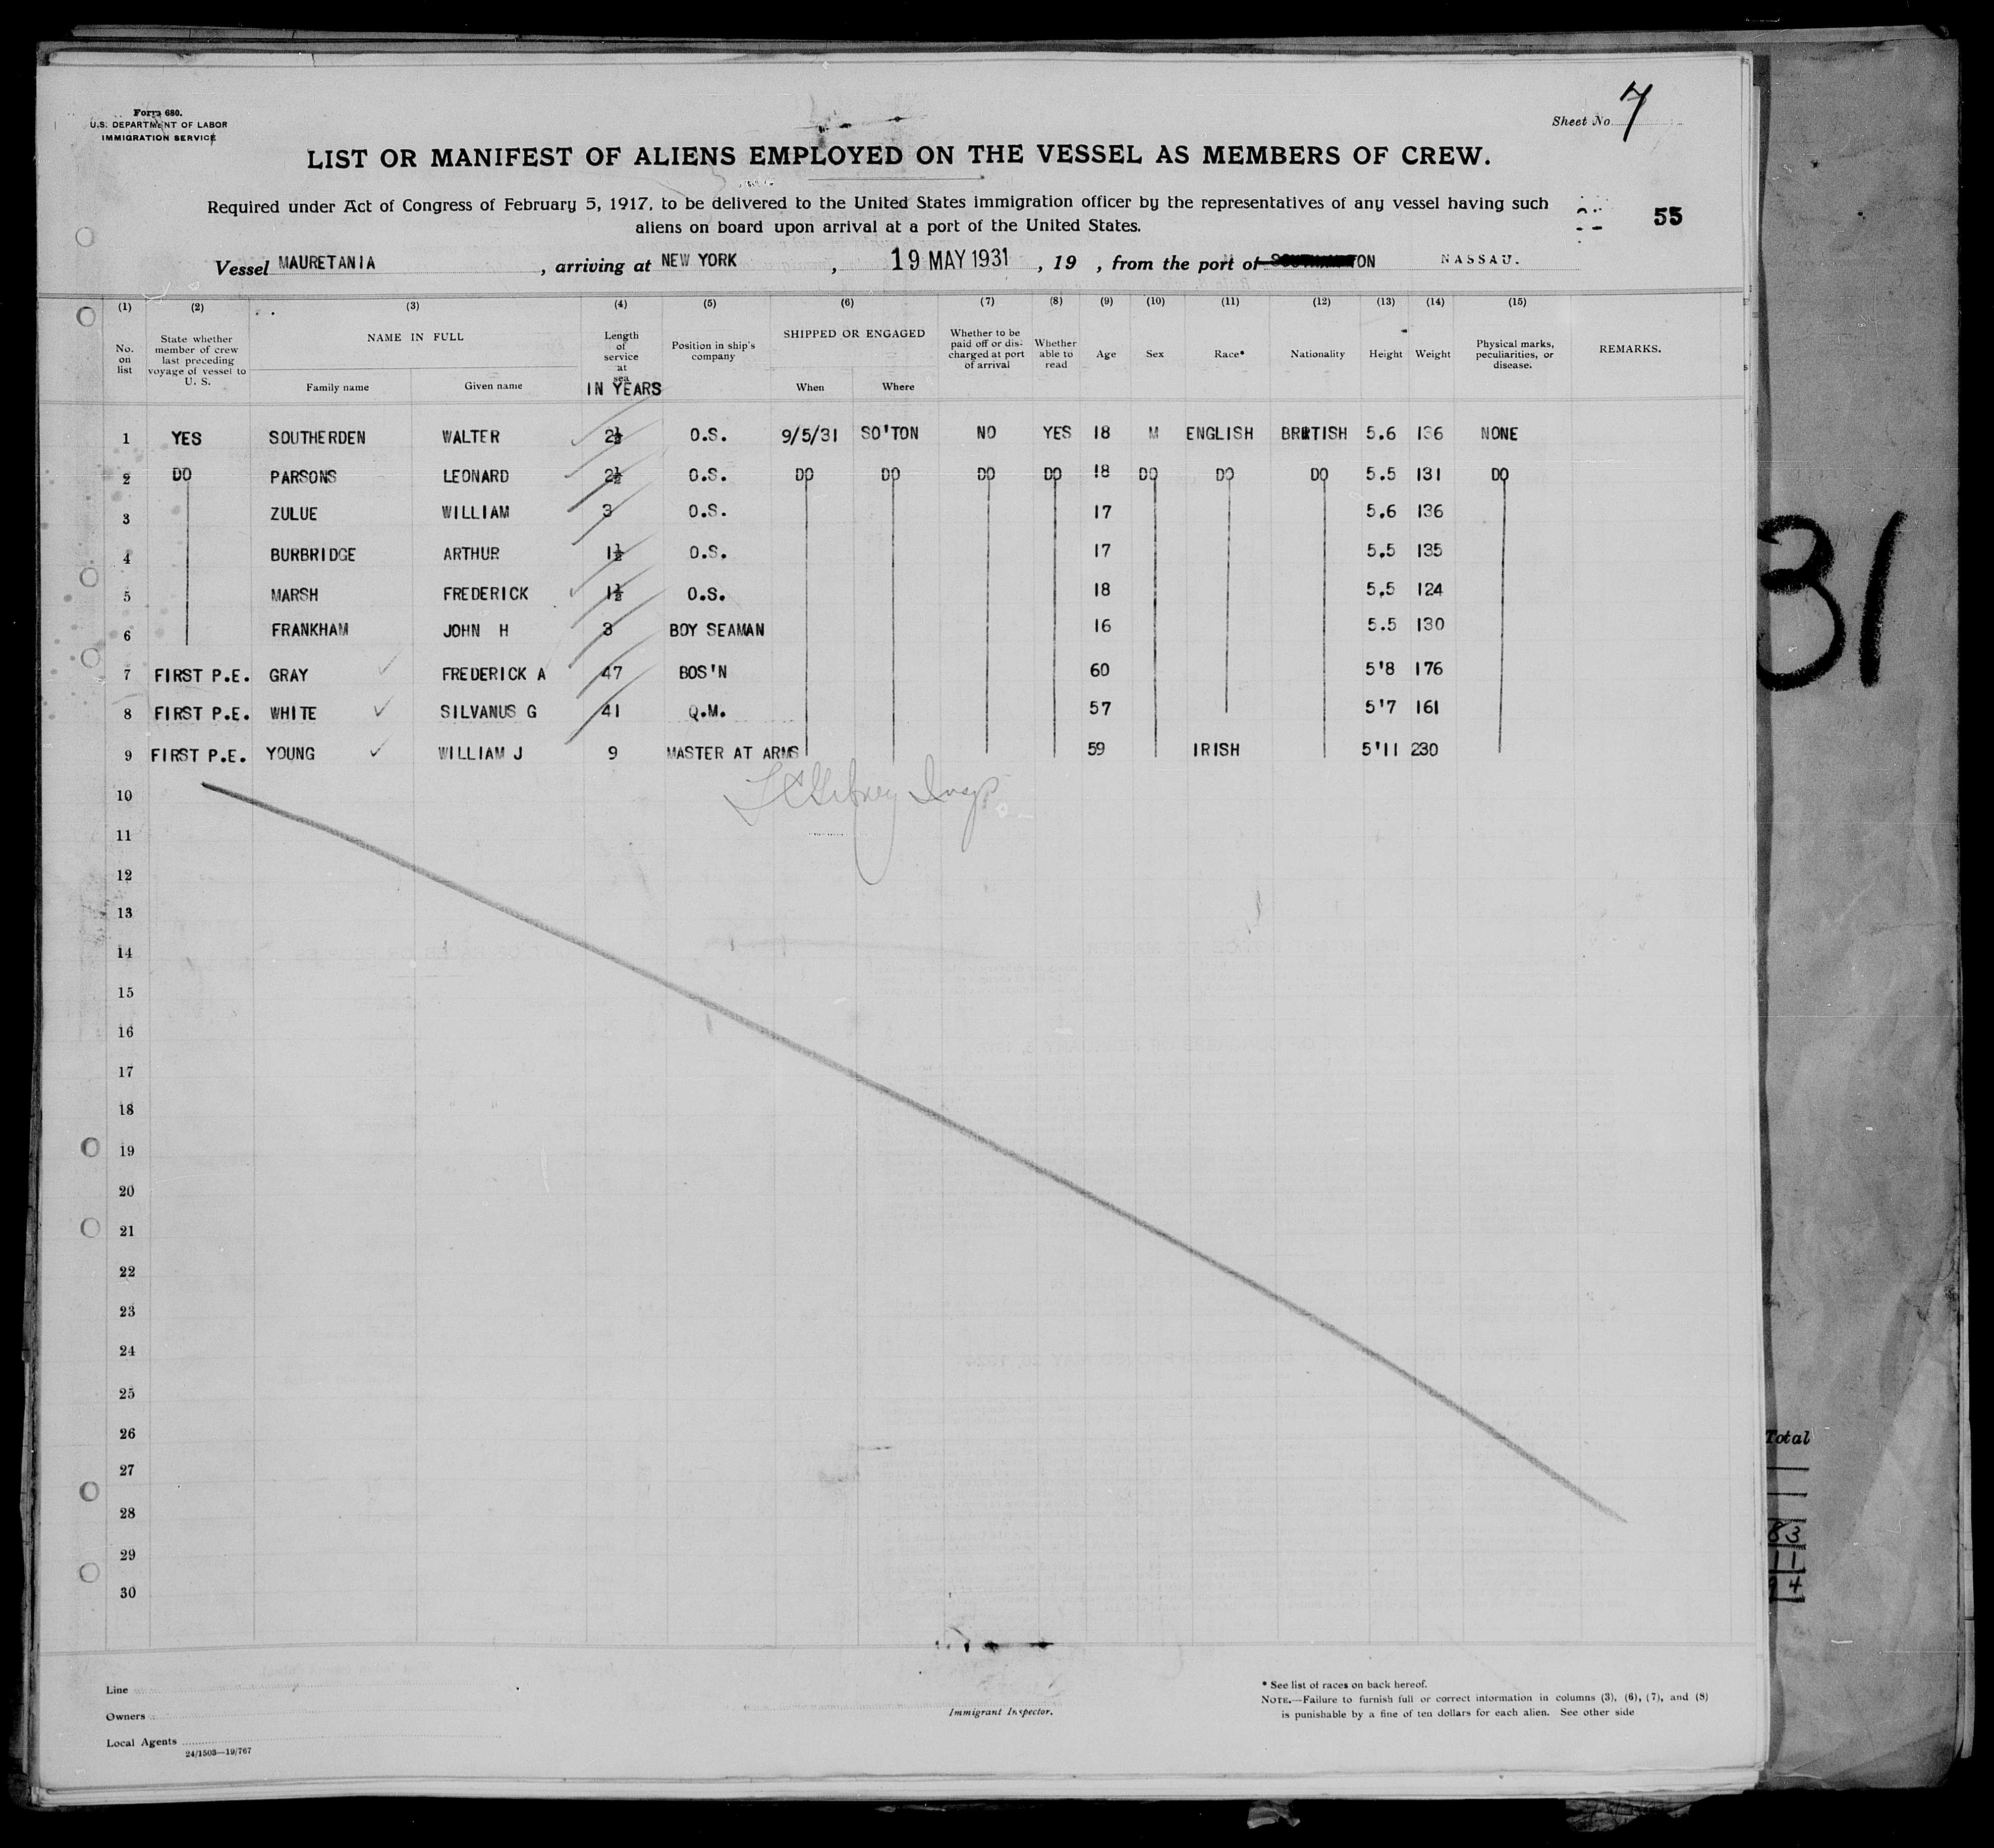 Form 680.
U.S. DEPARTMENT OF LABOR
IMMIGRATION SERVICE
Sheet No. 7
LIST OR MANIFEST OF ALIENS EMPLOYED ON THE VESSEL AS MEMBERS OF CREW.
Required under Act of Congress of February 5, 1917, to be delivered to the United States immigration officer by the representatives of any vessel having such
aliens on board upon arrival at a port of the United States.
55
Vessel MAURETANIA, arriving at NEW YORK, 19 MAY 1931, 19 , from the port of SOUTHAMPTON NASSAU.
(1) (2) (3) (4) (5) (6) (7) (8) (9) (10) (11) (12) (13) (14) (15)
No. on list
State whether member of crew last preceding voyage of vessel to U. S.
NAME IN FULL
Family name
Given name
Length of service at sea
IN YEARS
Position in ship's company
SHIPPED OR ENGAGED
When
Where
Whether to be paid off or discharged at port of arrival
Whether able to read
Age
Sex
Race*
Nationality
Height
Weight
Physical marks, peculiarities, or disease.
REMARKS.
1 YES SOUTHERDEN WALTER 2½ O.S. 9/5/31 SO'TON NO YES 18 M ENGLISH BRITISH 5.6 136 NONE
2 DO PARSONS LEONARD 2½ O.S. DO DO DO DO 18 DO DO DO 5.5 131 DO
3 ZULUE WILLIAM 3 O.S. 17 5.6 136
4 BURBRIDGE ARTHUR 1½ O.S. 17 5.5 135
5 MARSH FREDERICK 1½ O.S. 18 5.5 124
6 FRANKHAM JOHN H 3 BOY SEAMAN 16 5.5 130
7 FIRST P.E. GRAY FREDERICK A 47 BOS'N 60 5'8 176
8 FIRST P.E. WHITE SILVANUS G 41 Q.M. 57 5'7 161
9 FIRST P.E. YOUNG WILLIAM J 9 MASTER AT ARMS 59 IRISH 5'11 230
10
11
12
13
14
15
16
17
18
19
20
21
22
23
24
25
26
27
28
29
30
Line
Owners
Local Agents
24/1503—19/767
Immigrant Inspector.
* See list of races on back hereof.
NOTE.—Failure to furnish full or correct information in columns (3), (6), (7), and (8)
is punishable by a fine of ten dollars for each alien. See other side
31
Total
83
11
94